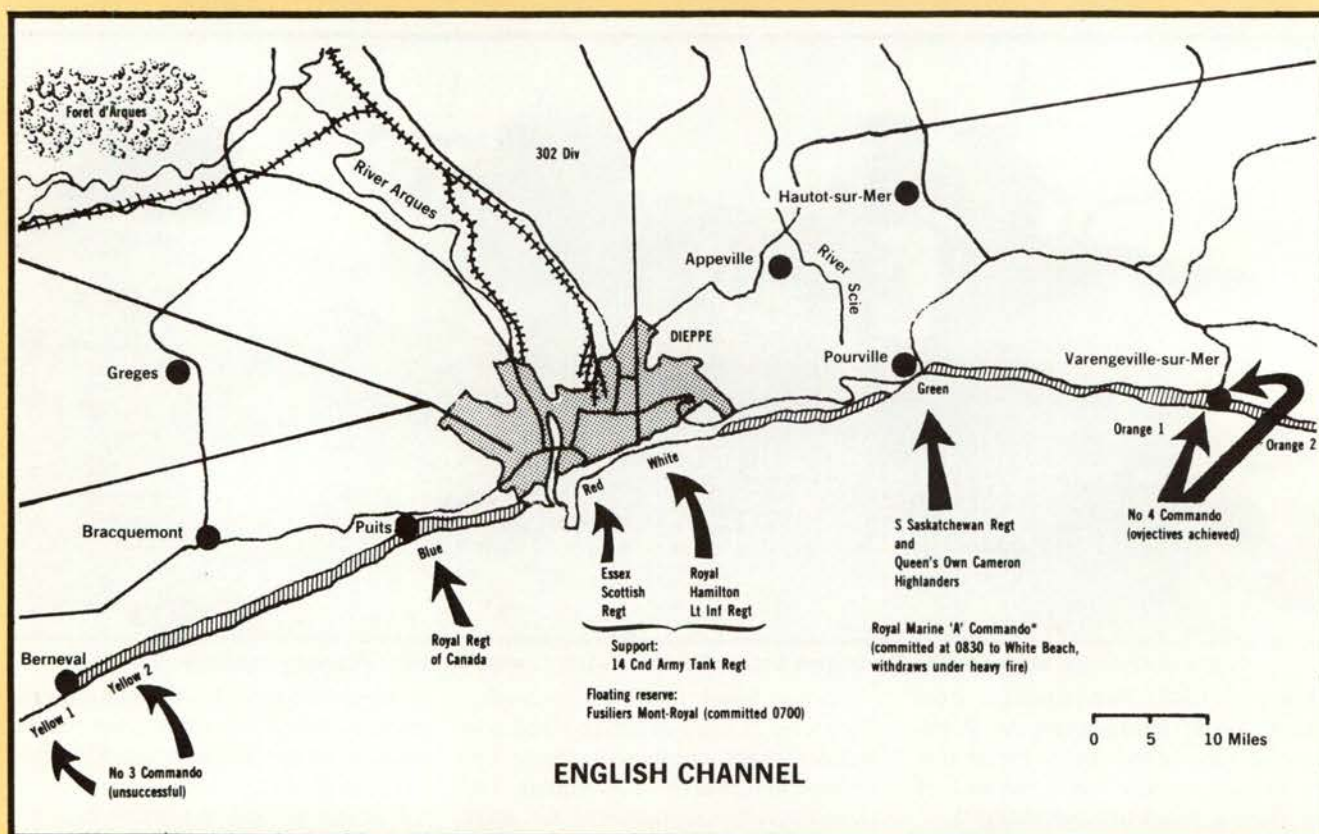 Foret d'Arques
302 Div
River Arques
Hautot-sur-Mer
Appeville
River
Scie
DIEPPE
Greges
Pourville
Varengeville-sur-Mer
Green
Orange 1
Orange 2
White
Red
Bracquemont
Puits
Blue
No 4 Commando
(ovjectives achieved)
S Saskatchewan Regt
and
Queen's Own Cameron
Highlanders
Essex
Scottish
Regt
Royal
Hamilton
Lt Inf Regt
Royal Regt
of Canada
Support:
14 Cnd Army Tank Regt
Floating reserve:
Fusiliers Mont-Royal (committed 0700)
Royal Marine 'A' Commando"
(committed at 0830 to White Beach,
withdraws under heavy fire)
Berneval
Yellow 2
Yellow 1
No 3 Commando
(unsuccessful)
0 5 10 Miles
ENGLISH CHANNEL